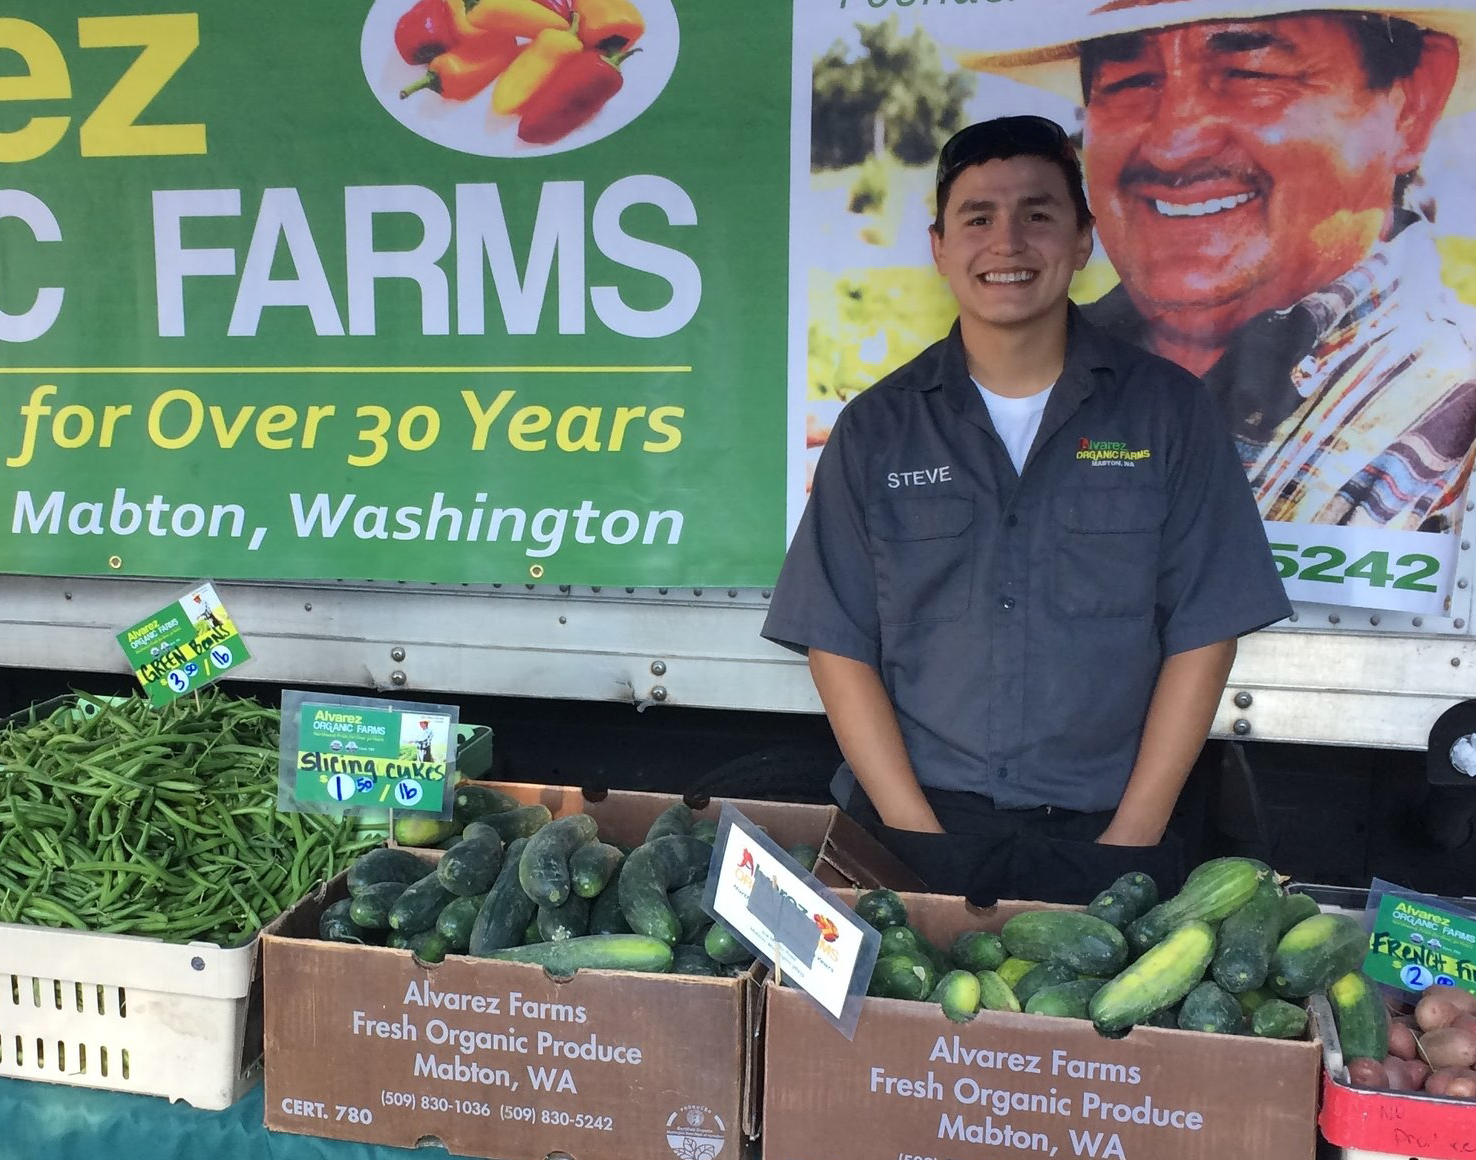 Founder
ez
C FARMS
for Over 30 Years
Mabton, Washington
5242
STEVE
Alvarez
ORGANIC FARMS
MABTON, WA
Alvarez
ORGANIC FARMS
GREEN BeaNS
$3.50 / lb
Alvarez
ORGANIC FARMS
Slicing cukes
$1.50 / lb
Alvarez
ORGANIC FARMS
FRENCH Fi
2
Alvarez Farms
Fresh Organic Produce
Mabton, WA
(509) 830-1036 (509) 830-5242
CERT. 780
Alvarez Farms
Fresh Organic Produce
Mabton, WA